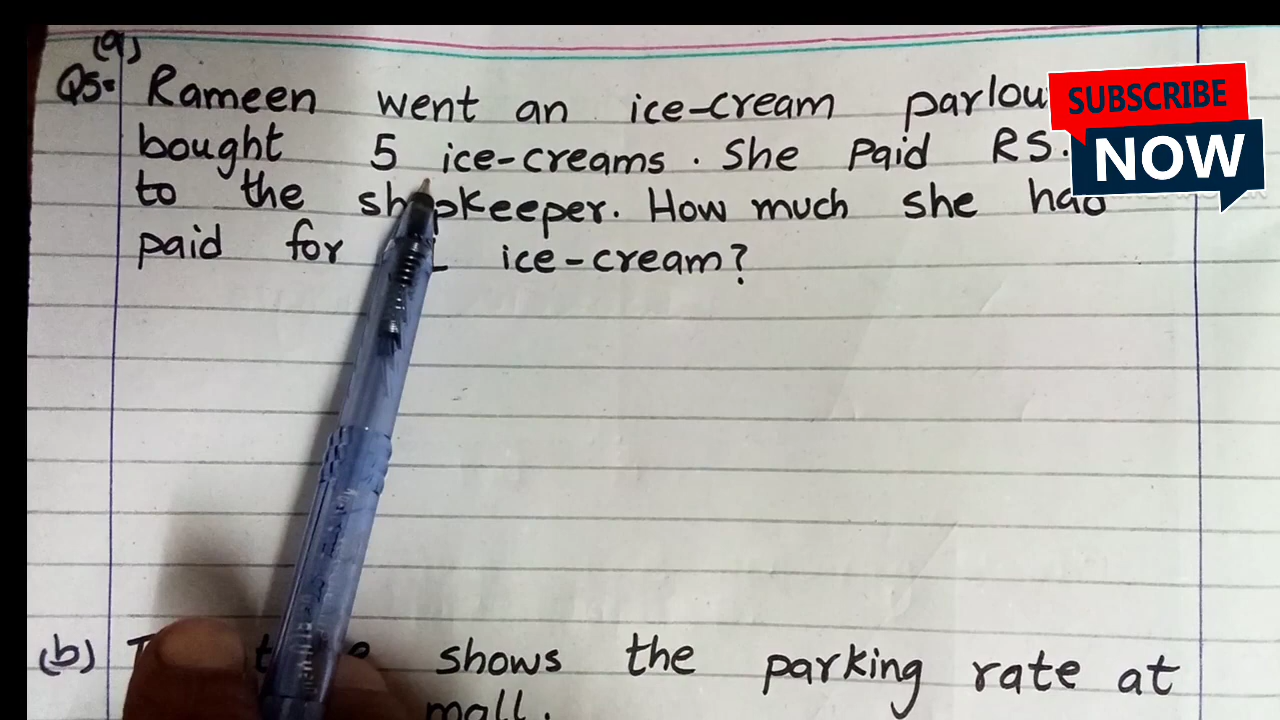 (a)
Q5= Rameen went an ice-cream parlou
bought 5 ice-creams. She Paid RS.
to the shopkeeper. How much she had
paid for 1 ice-cream?
(b) shows the parking rate at
mall.
SUBSCRIBE
NOW